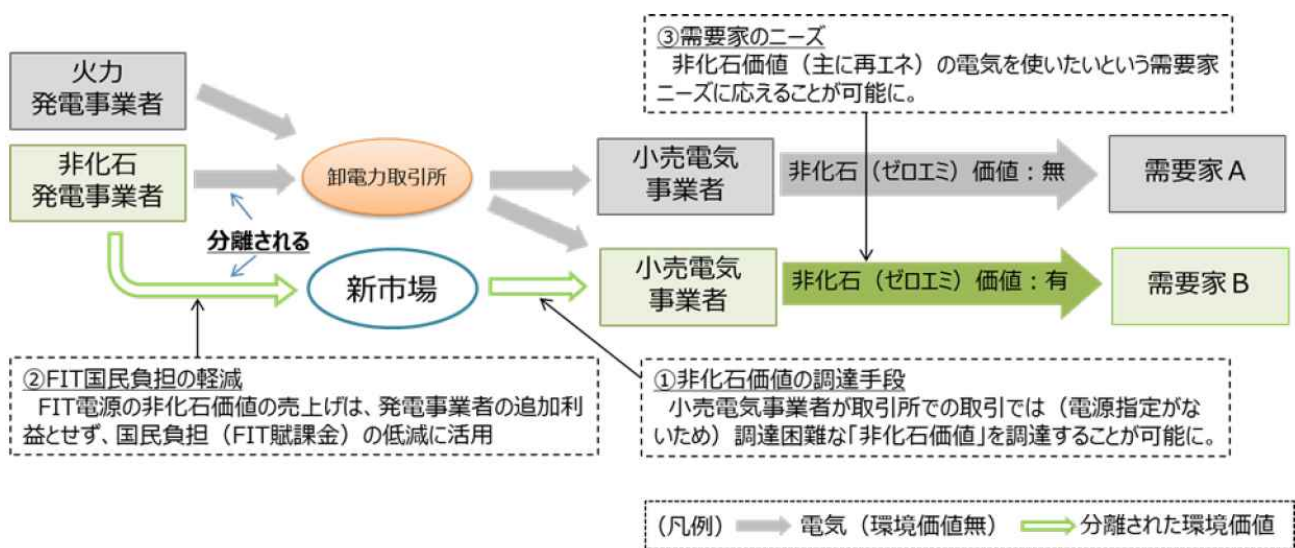 ③需要家のニーズ
非化石価値（主に再エネ）の電気を使いたいという需要家
ニーズに応えることが可能に。
火力
発電事業者
非化石
発電事業者
卸電力取引所
小売電気
事業者
非化石（ゼロエミ）価値：無
需要家A
分離される
新市場
小売電気
事業者
非化石（ゼロエミ）価値：有
需要家B
②FIT国民負担の軽減
FIT電源の非化石価値の売上げは、発電事業者の追加利
益とせず、国民負担（FIT賦課金）の低減に活用
①非化石価値の調達手段
小売電気事業者が取引所での取引では（電源指定がな
いため）調達困難な「非化石価値」を調達することが可能に。
(凡例)
電気（環境価値無）
分離された環境価値